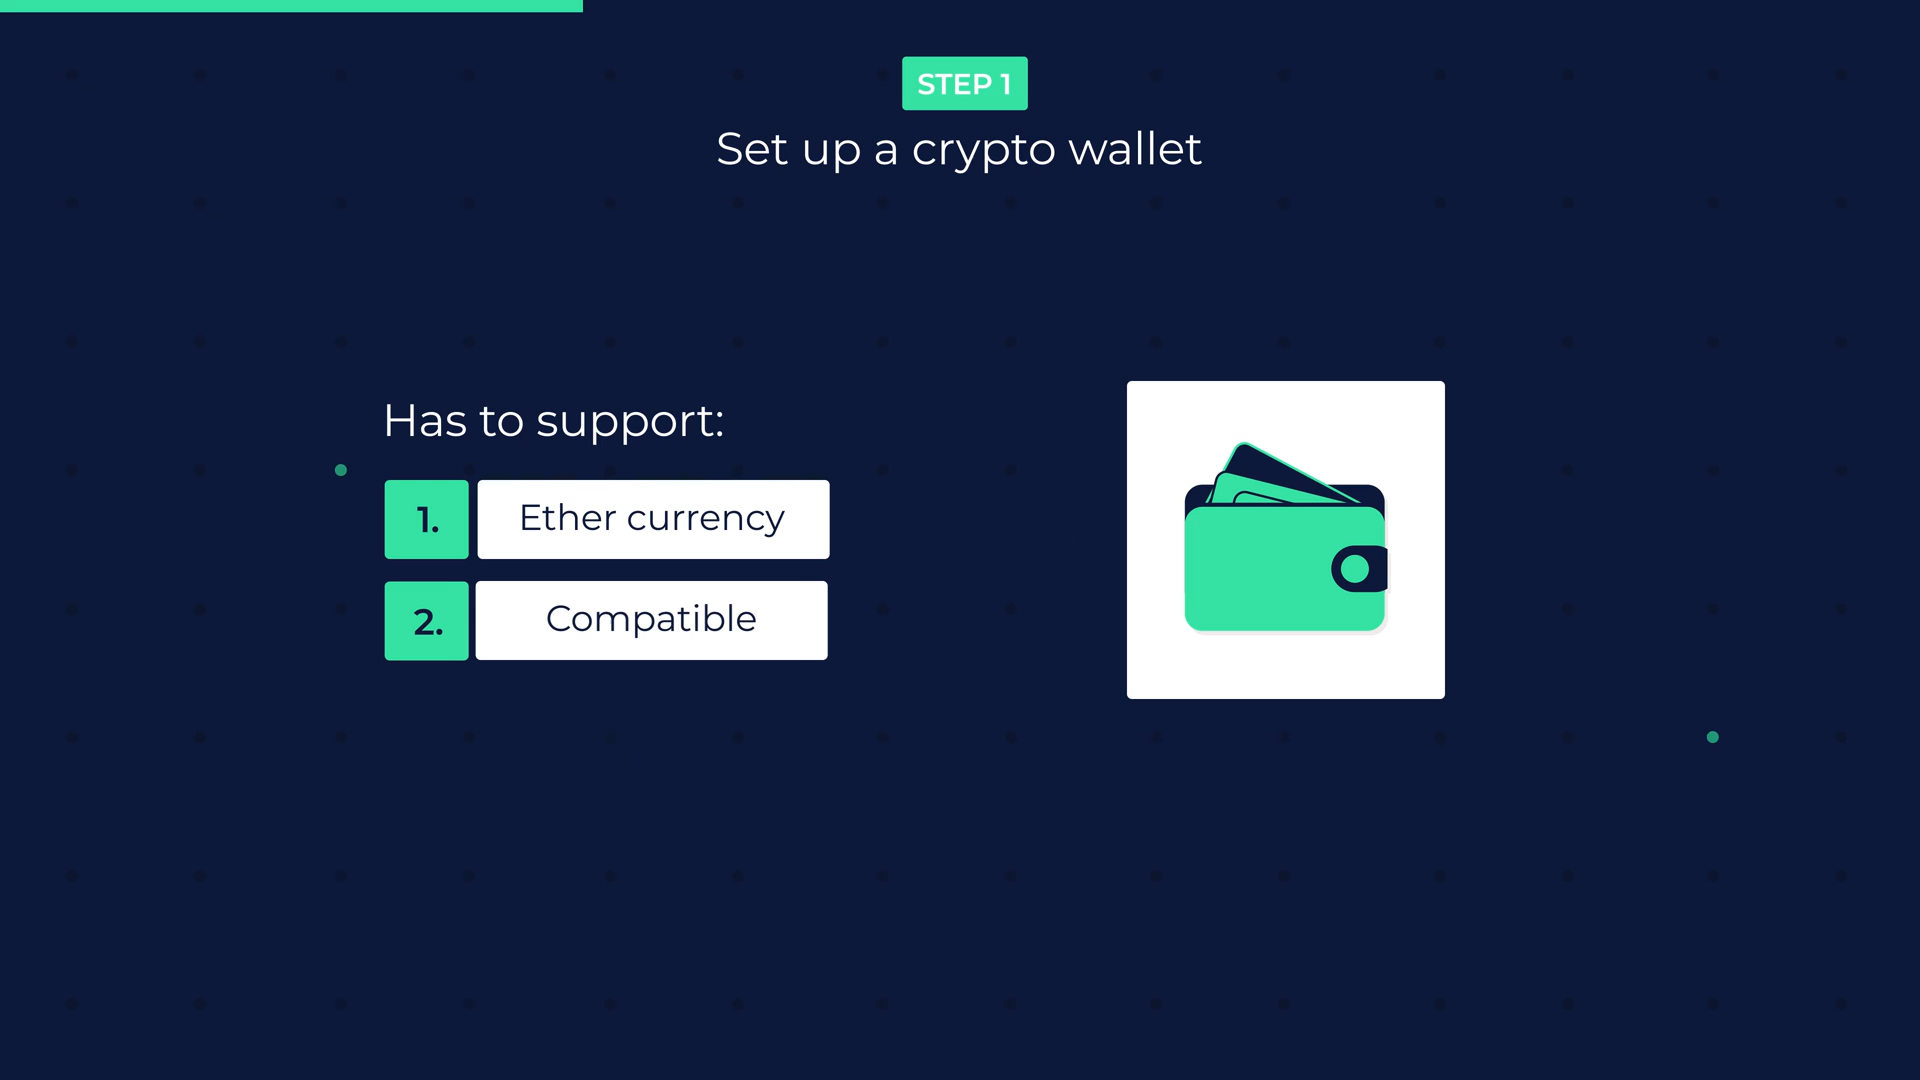 STEP 1
Set up a crypto wallet
Has to support:
1. Ether currency
2. Compatible